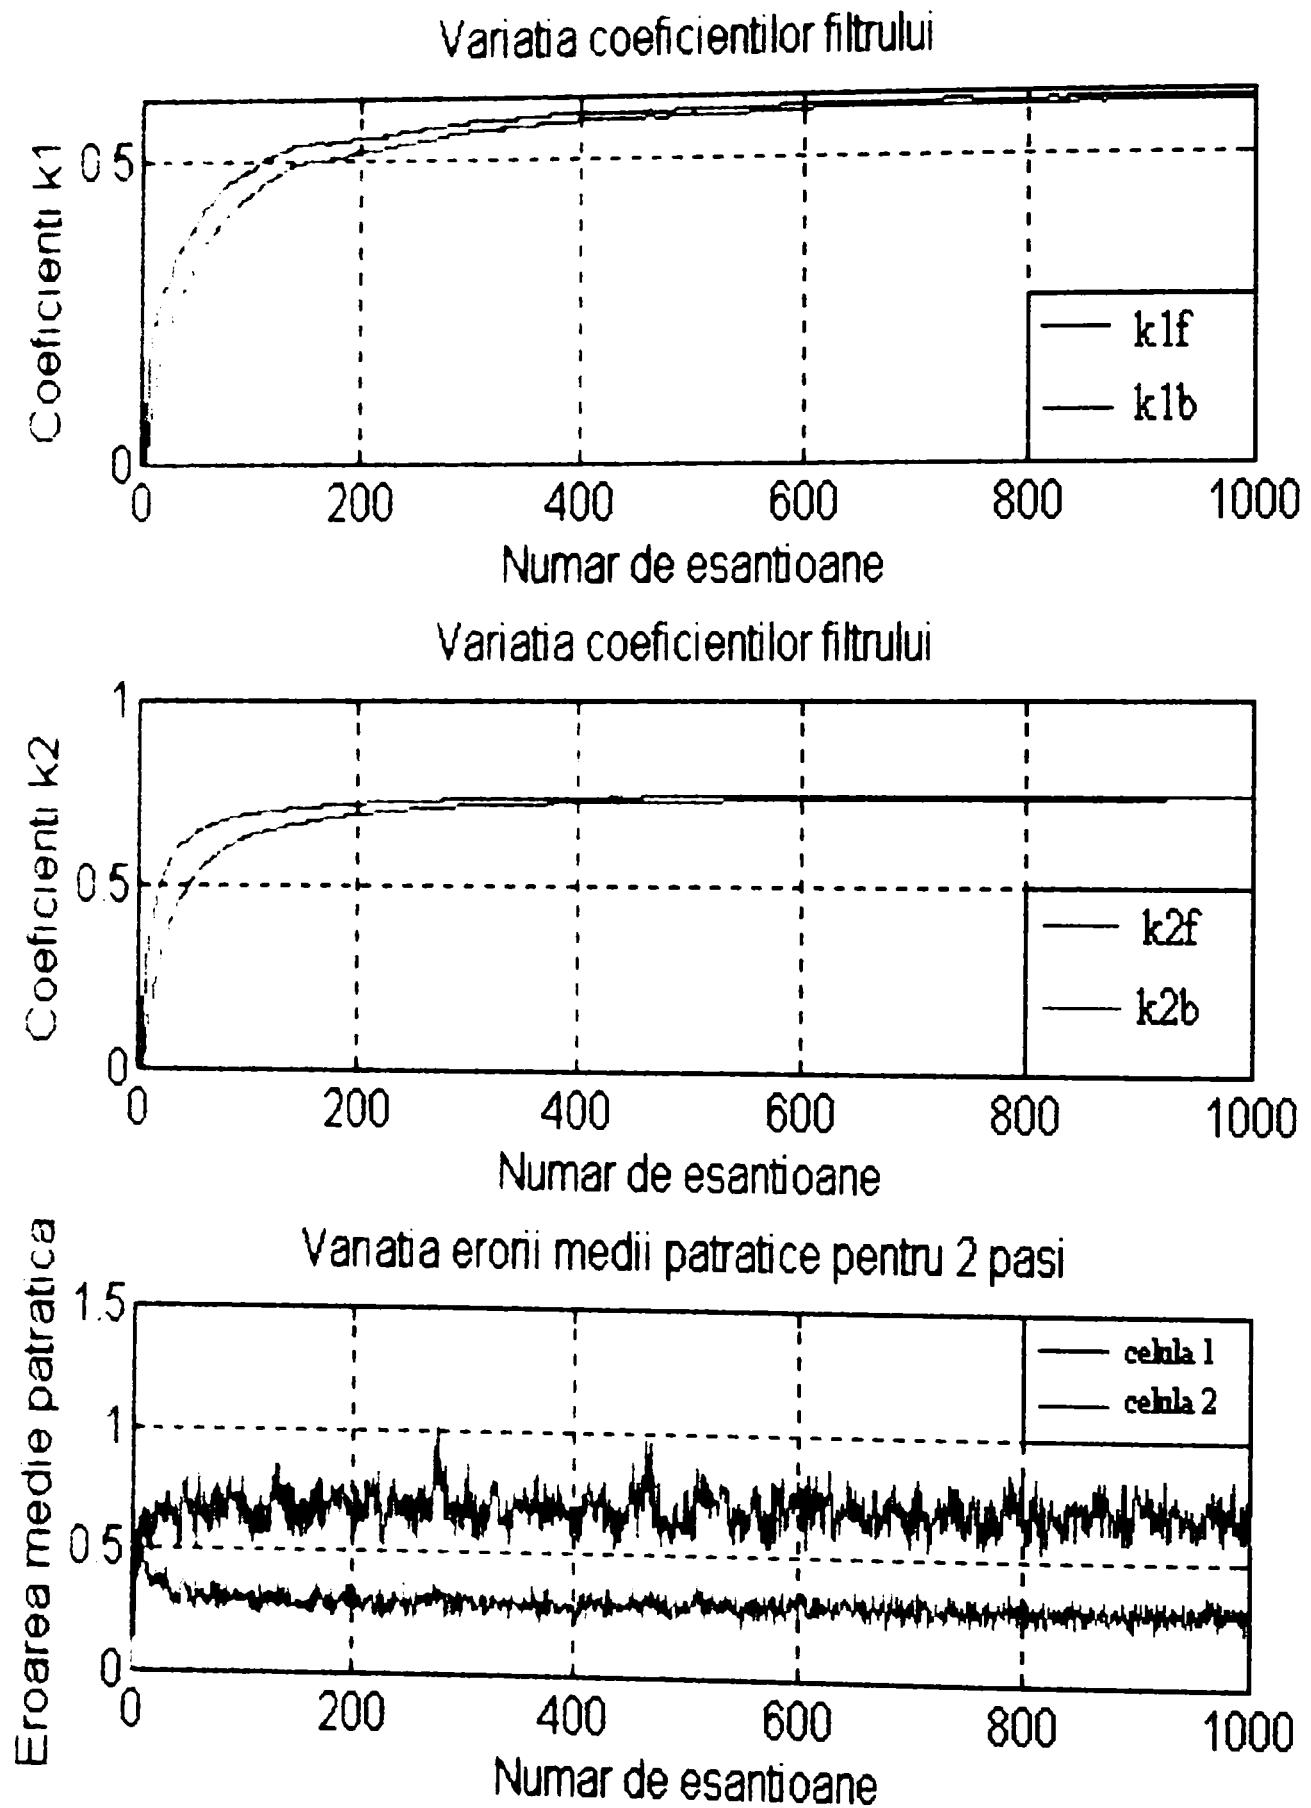 Variatia coeficientilor filtrului
Coeficienti k1
0.5
0
k1f
k1b
0 200 400 600 800 1000
Numar de esantioane
Variatia coeficientilor filtrului
Coeficienti k2
1
0.5
0
k2f
k2b
0 200 400 600 800 1000
Numar de esantioane
Variatia erorii medii patratice pentru 2 pasi
Eroarea medie patratica
1.5
1
0.5
0
celula 1
celula 2
0 200 400 600 800 1000
Numar de esantioane